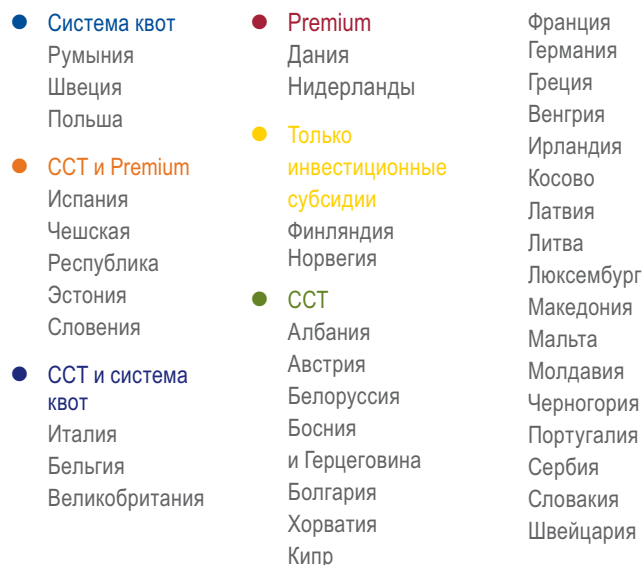 Система квот
Румыния
Швеция
Польша
ССТ и Premium
Испания
Чешская
Республика
Эстония
Словения
ССТ и система
квот
Италия
Бельгия
Великобритания
Premium
Дания
Нидерланды
Только
инвестиционные
субсидии
Финляндия
Норвегия
ССТ
Албания
Австрия
Белоруссия
Босния
и Герцеговина
Болгария
Хорватия
Кипр
Франция
Германия
Греция
Венгрия
Ирландия
Косово
Латвия
Литва
Люксембург
Македония
Мальта
Молдавия
Черногория
Португалия
Сербия
Словакия
Швейцария